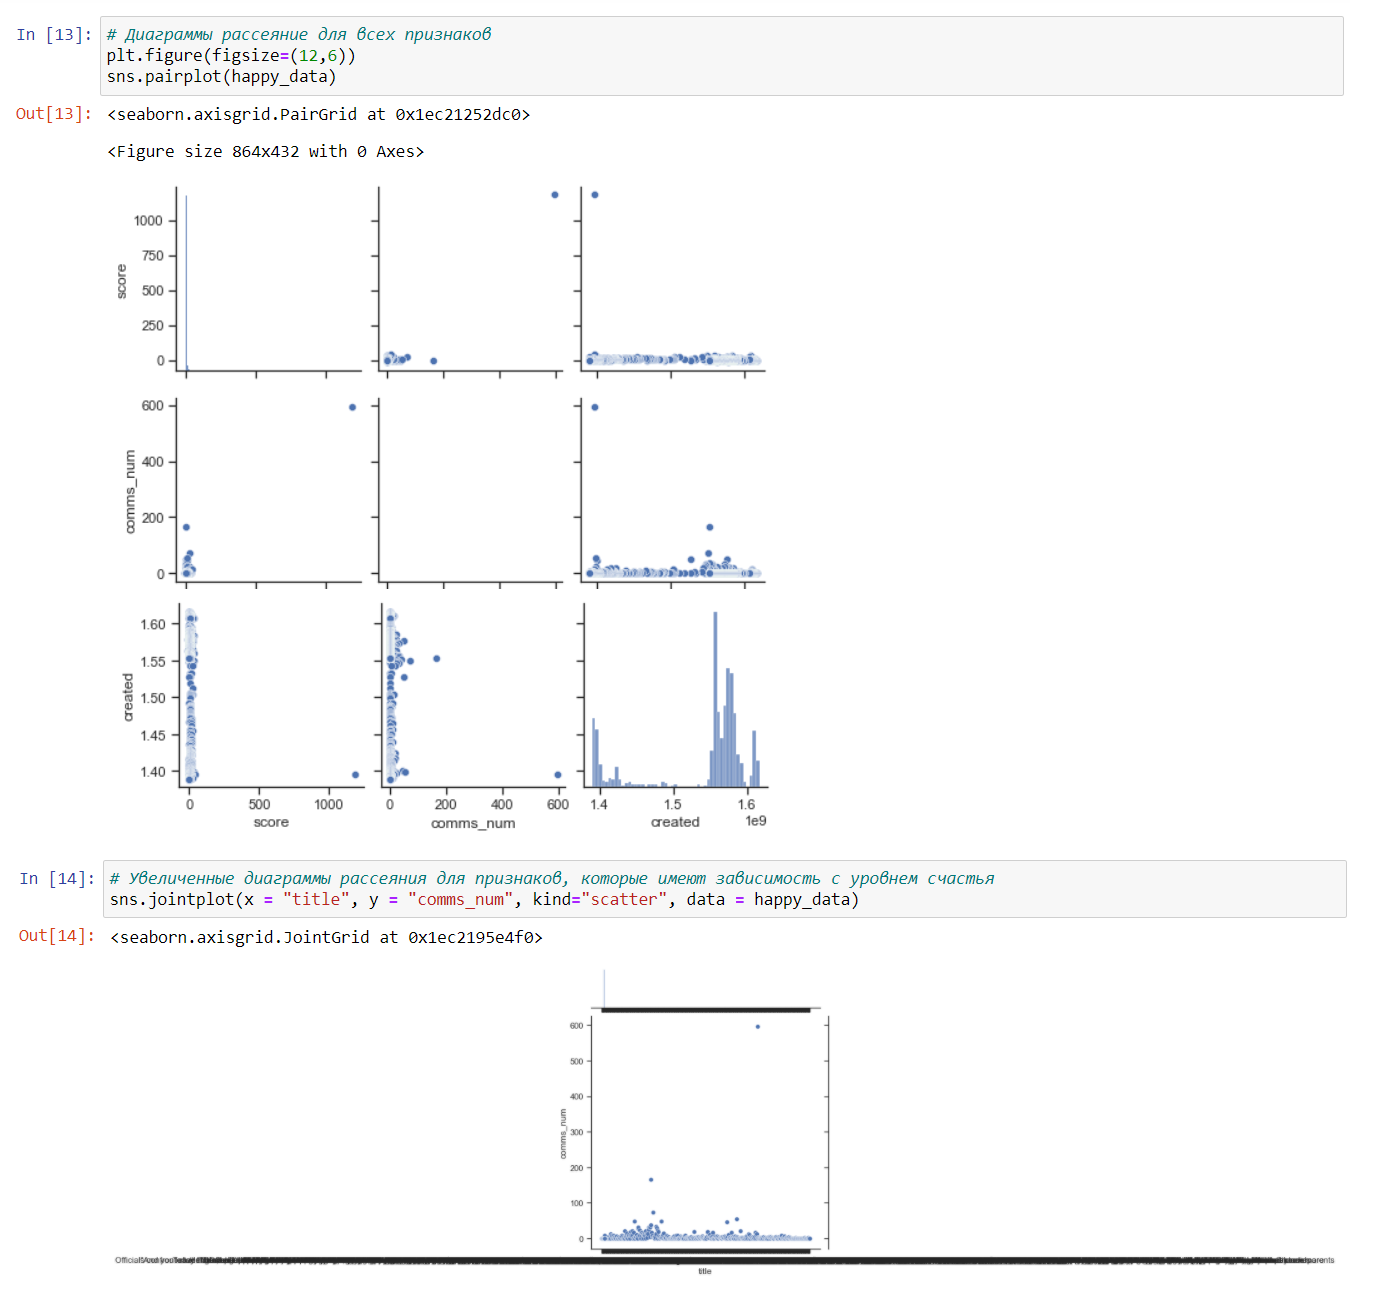 In [13]: # Диаграммы рассеяние для всех признаков
plt.figure(figsize=(12,6))
sns.pairplot(happy_data)
Out[13]: <seaborn.axisgrid.PairGrid at 0x1ec21252dc0>
<Figure size 864x432 with 0 Axes>
1000
750
500
250
0
score
600
400
200
0
comms_num
1.60
1.55
1.50
1.45
1.40
created
0 500 1000
score
0 200 400 600
comms_num
1.4 1.5 1.6
created 1e9
In [14]: # Увеличенные диаграммы рассеяния для признаков, которые имеют зависимость с уровнем счастья
sns.jointplot(x = "title", y = "comms_num", kind="scatter", data = happy_data)
Out[14]: <seaborn.axisgrid.JointGrid at 0x1ec2195e4f0>
600
500
400
300
200
100
0
comms_num
title